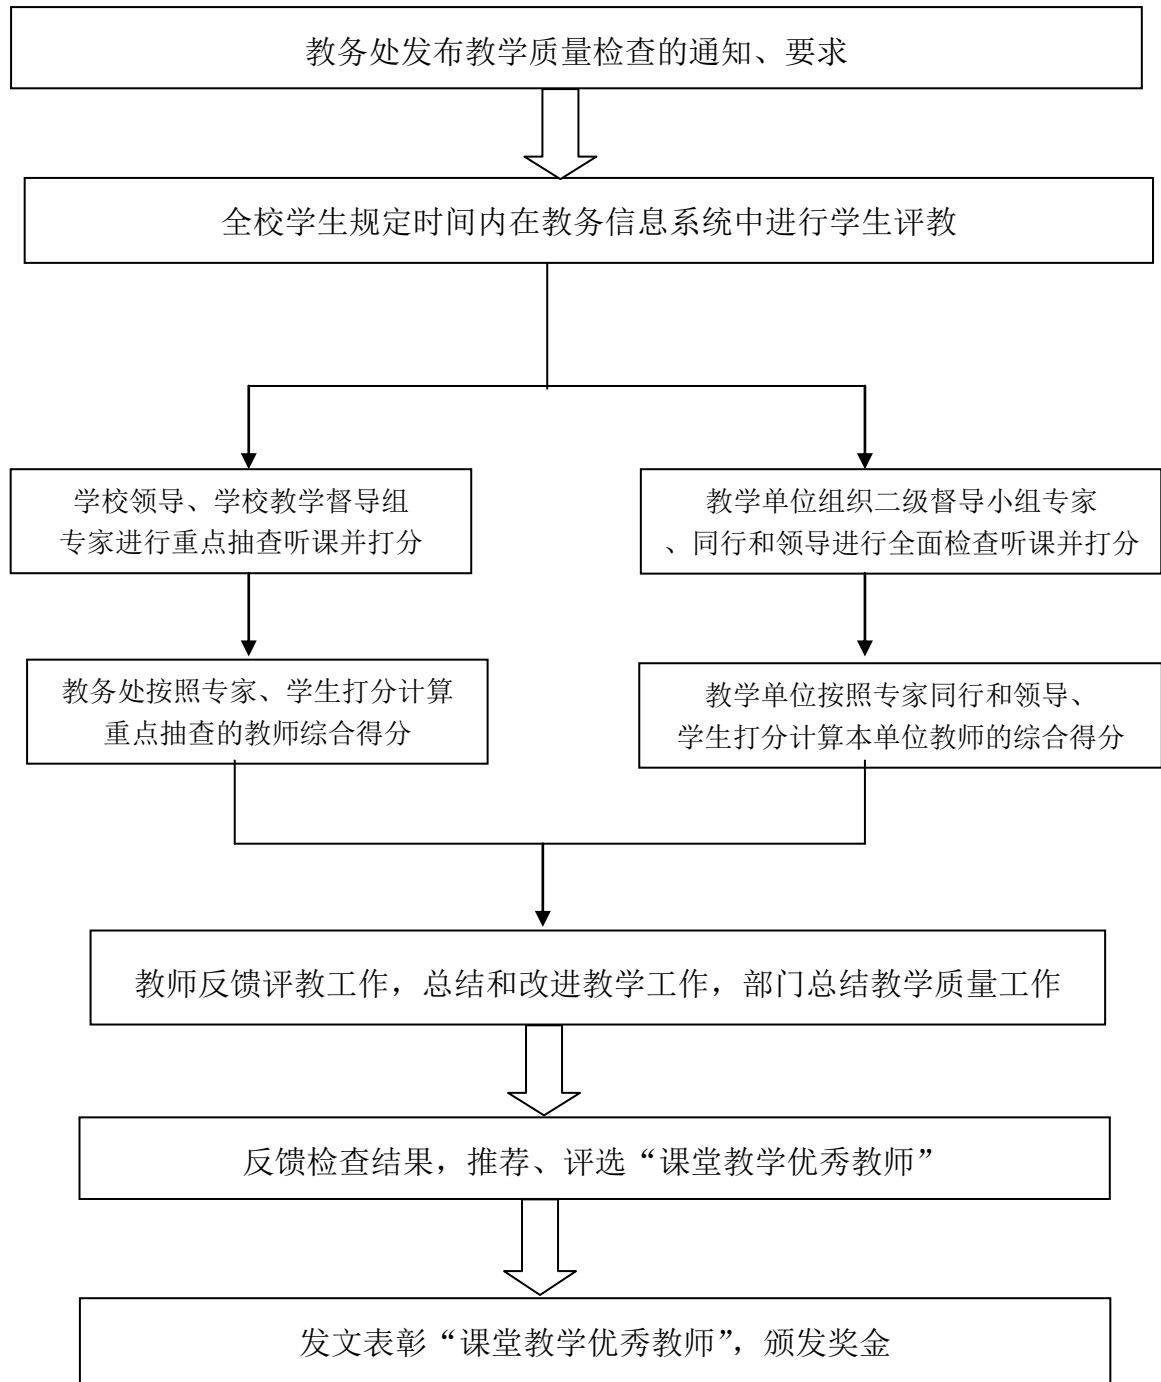 教务处发布教学质量检查的通知、要求
全校学生规定时间内在教务信息系统中进行学生评教
学校领导、学校教学督导组
专家进行重点抽查听课并打分
教学单位组织二级督导小组专家
、同行和领导进行全面检查听课并打分
教务处按照专家、学生打分计算
重点抽查的教师综合得分
教学单位按照专家同行和领导、
学生打分计算本单位教师的综合得分
教师反馈评教工作，总结和改进教学工作，部门总结教学质量工作
反馈检查结果，推荐、评选“课堂教学优秀教师”
发文表彰“课堂教学优秀教师”，颁发奖金